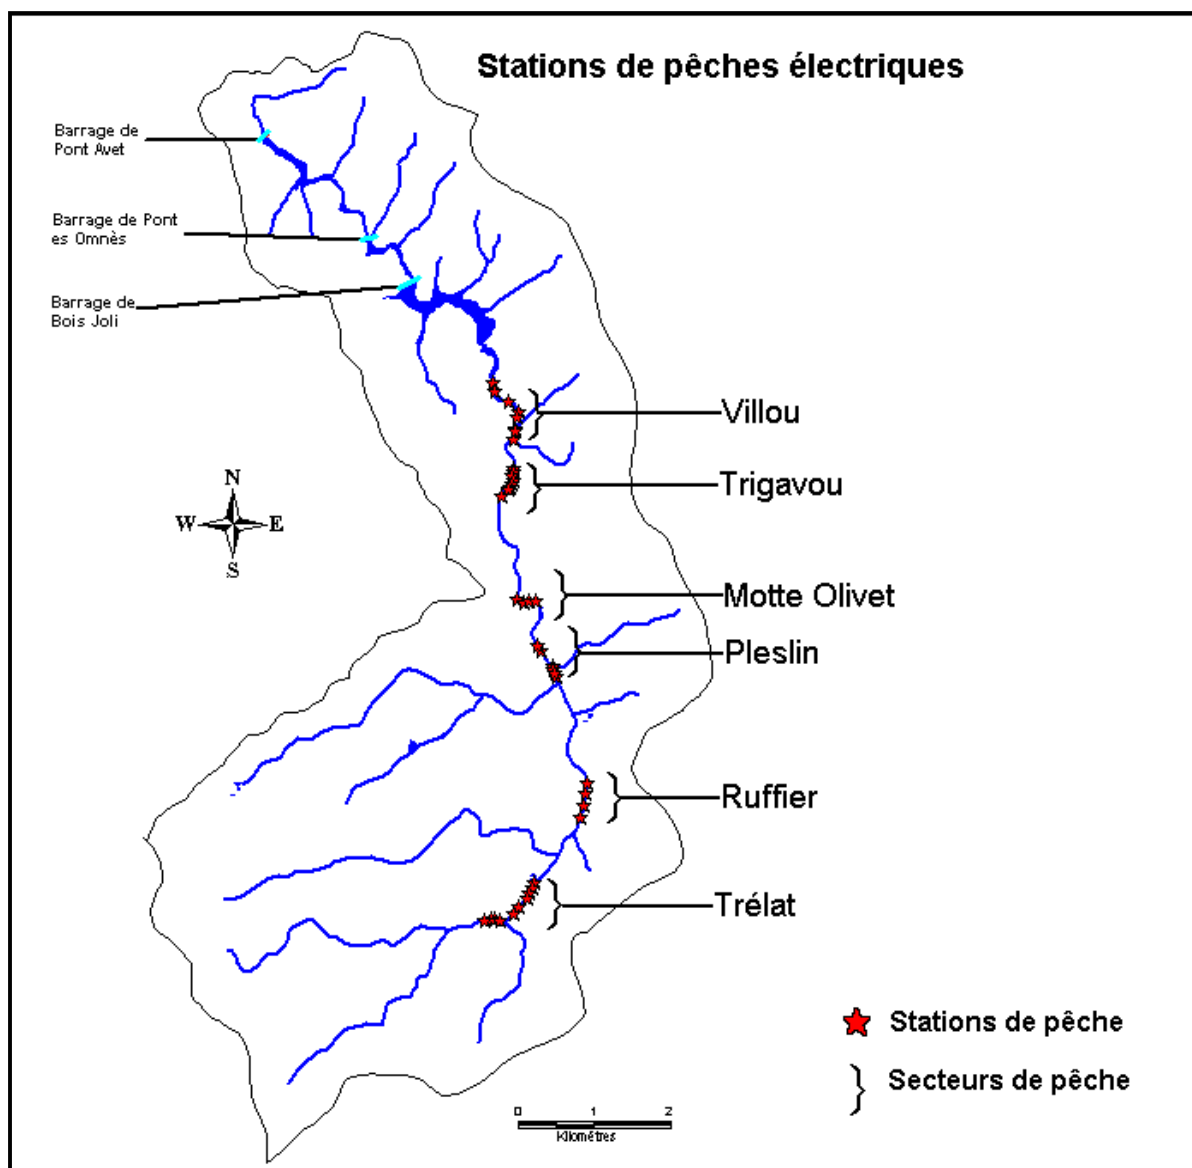 Stations de pêches électriques
Barrage de
Pont Avet
Barrage de Pont
es Omnès
Barrage de
Bois Joli
Villou
Trigavou
N
W E
S
Motte Olivet
Pleslin
Ruffier
Trélat
Stations de pêche
Secteurs de pêche
0 1 2
Kilométres